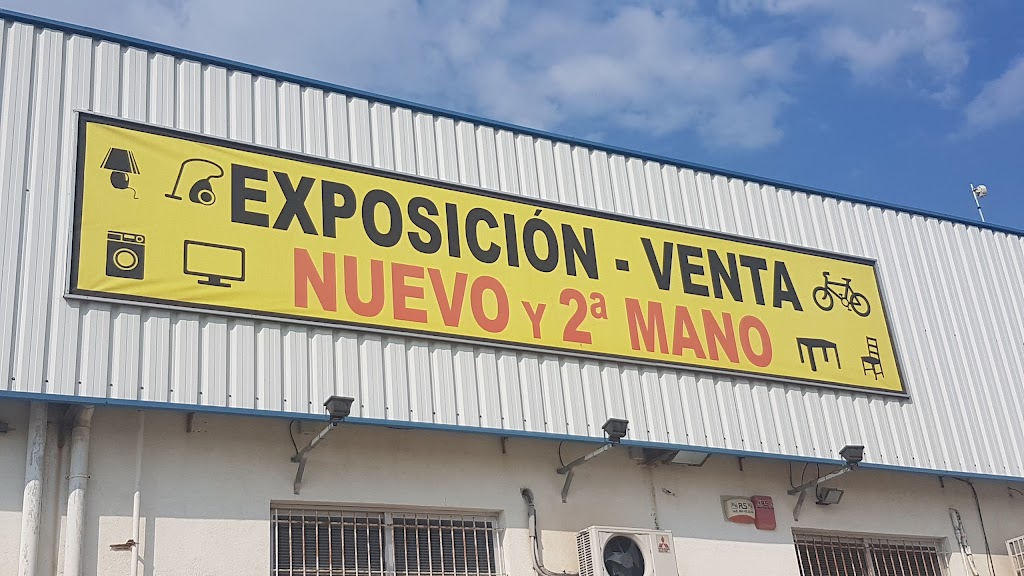 EXPOSICIÓN - VENTA
NUEVO Y 2ª MANO